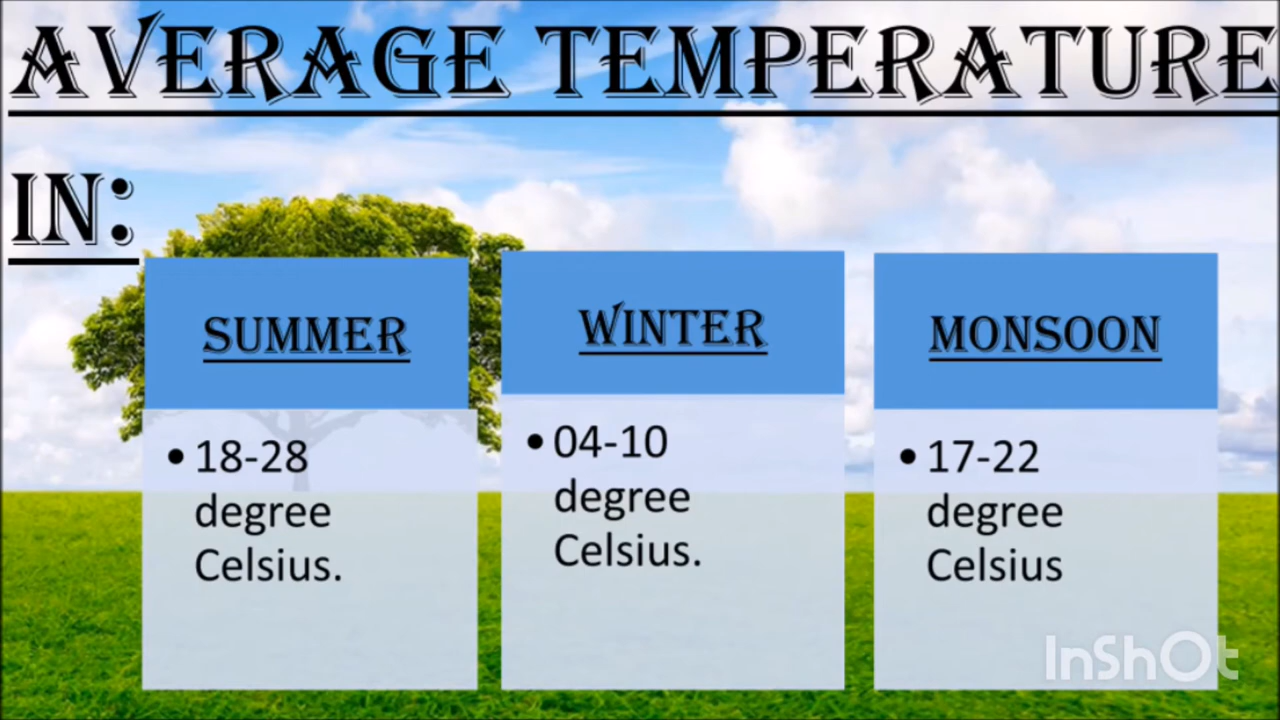 AVERAGE TEMPERATURE
IN:
SUMMER
• 18-28
degree
Celsius.
WINTER
• 04-10
degree
Celsius.
MONSOON
• 17-22
degree
Celsius
InShOt